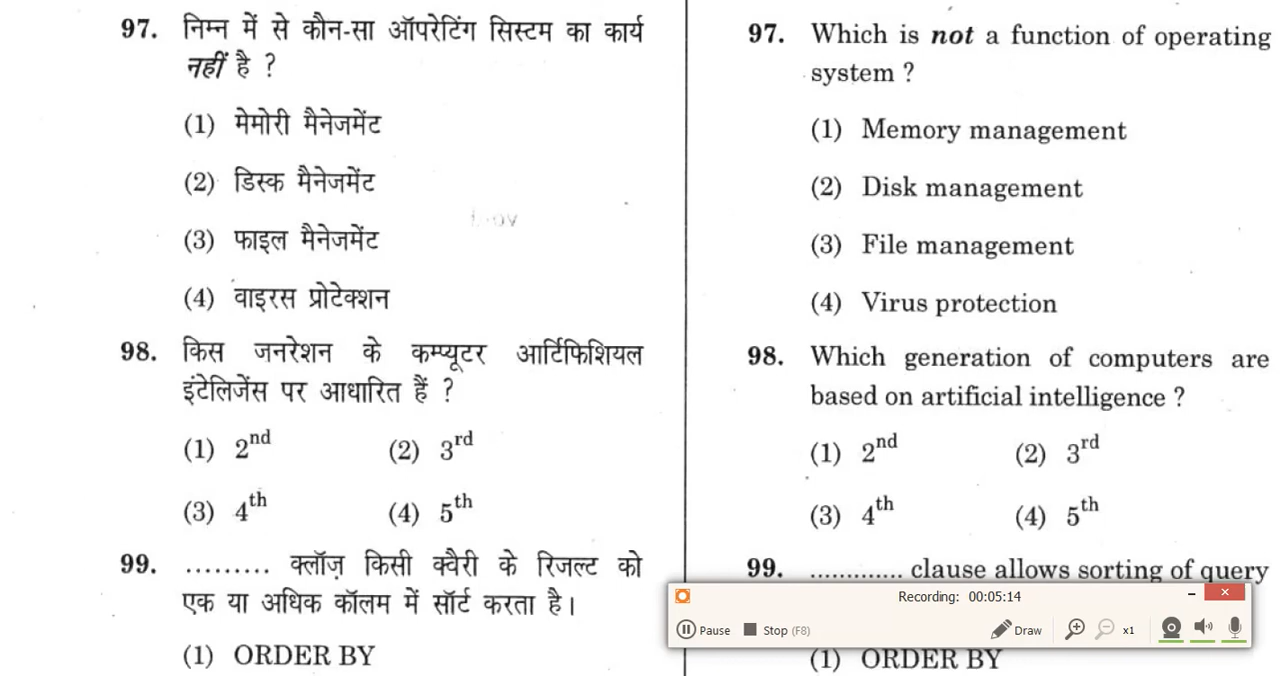 97. निम्न में से कौन-सा ऑपरेटिंग सिस्टम का कार्य
नहीं है ?
(1) मेमोरी मैनेजमेंट
(2) डिस्क मैनेजमेंट
(3) फाइल मैनेजमेंट
(4) वाइरस प्रोटेक्शन
98. किस जनरेशन के कम्प्यूटर आर्टिफिशियल
इंटेलिजेंस पर आधारित हैं ?
(1) 2nd (2) 3rd
(3) 4th (4) 5th
99. ......... क्लॉज़ किसी क्वैरी के रिजल्ट को
एक या अधिक कॉलम में सॉर्ट करता है।
(1) ORDER BY
97. Which is not a function of operating
system ?
(1) Memory management
(2) Disk management
(3) File management
(4) Virus protection
98. Which generation of computers are
based on artificial intelligence ?
(1) 2nd (2) 3rd
(3) 4th (4) 5th
99. ............. clause allows sorting of query
(1) ORDER BY
Recording: 00:05:14
Pause Stop (F8) Draw x1